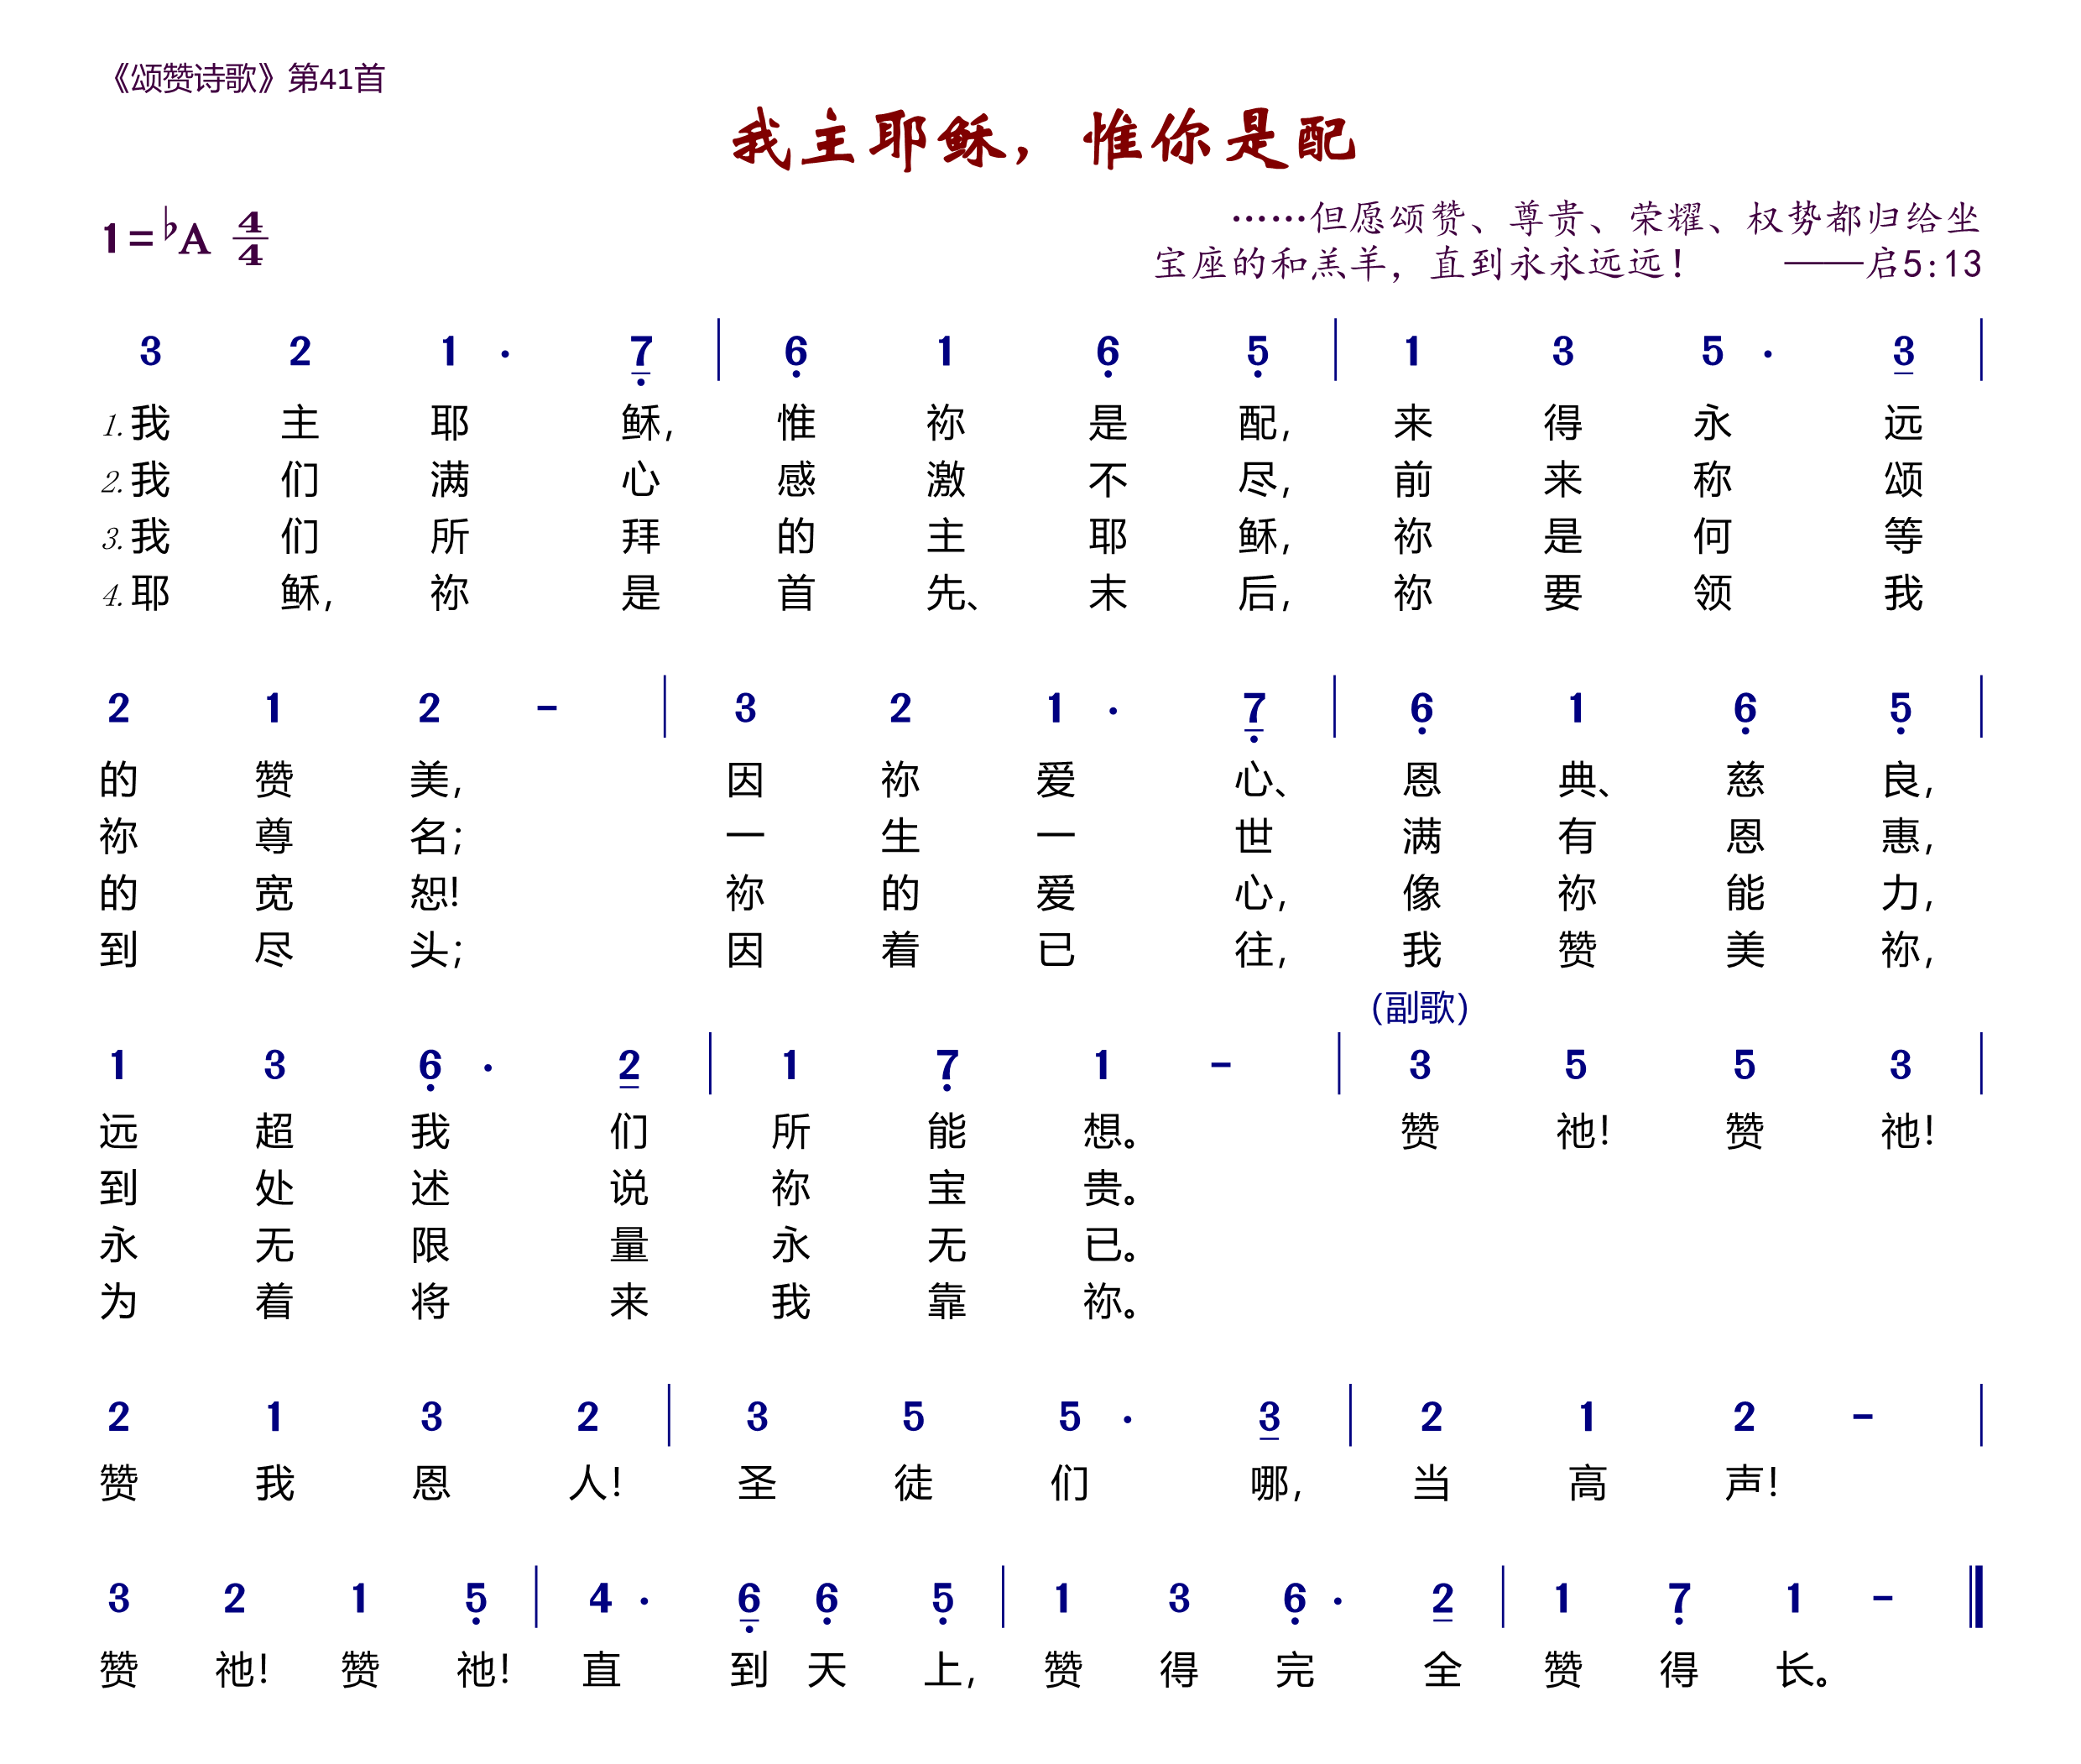 《颂赞诗歌》第41首
我主耶稣，惟你是配
1=♭A 4/4
……但愿颂赞、尊贵、荣耀、权势都归给坐
宝座的和羔羊，直到永永远远！ ——启5:13
3 2 1 · 7̣ | 6̣ 1 6̣ 5̣ | 1 3 5 · 3 |
1.我主耶稣，惟祢是配，来得永远
2.我们满心感激不尽，前来称颂
3.我们所拜的主耶稣，祢是何等
4.耶稣，祢是首先、末后，祢要领我
2 1 2 - | 3 2 1 · 7̣ | 6̣ 1 6̣ 5̣ |
的赞美，因祢爱心、恩典、慈良，
祢尊名；一生一世满有恩惠，
的宽恕！祢的爱心，像祢能力，
到尽头；因着已往，我赞美祢，
(副歌)
1 3 6̣ · 2 | 1 7̣ 1 - | 3 5 5 3 |
远超我们所能想。赞祂！赞祂！
到处述说祢宝贵。
永无限量永无已。
为着将来我靠祢。
2 1 3 2 | 3 5 5 · 3 | 2 1 2 - |
赞我恩人！圣徒们哪，当高声！
3 2 1 5̣ | 4 · 6̣ 6̣ 5̣ | 1 3 6̣ · 2 | 1 7̣ 1 - ‖
赞祂！赞祂！直到天上，赞得完全赞得长。